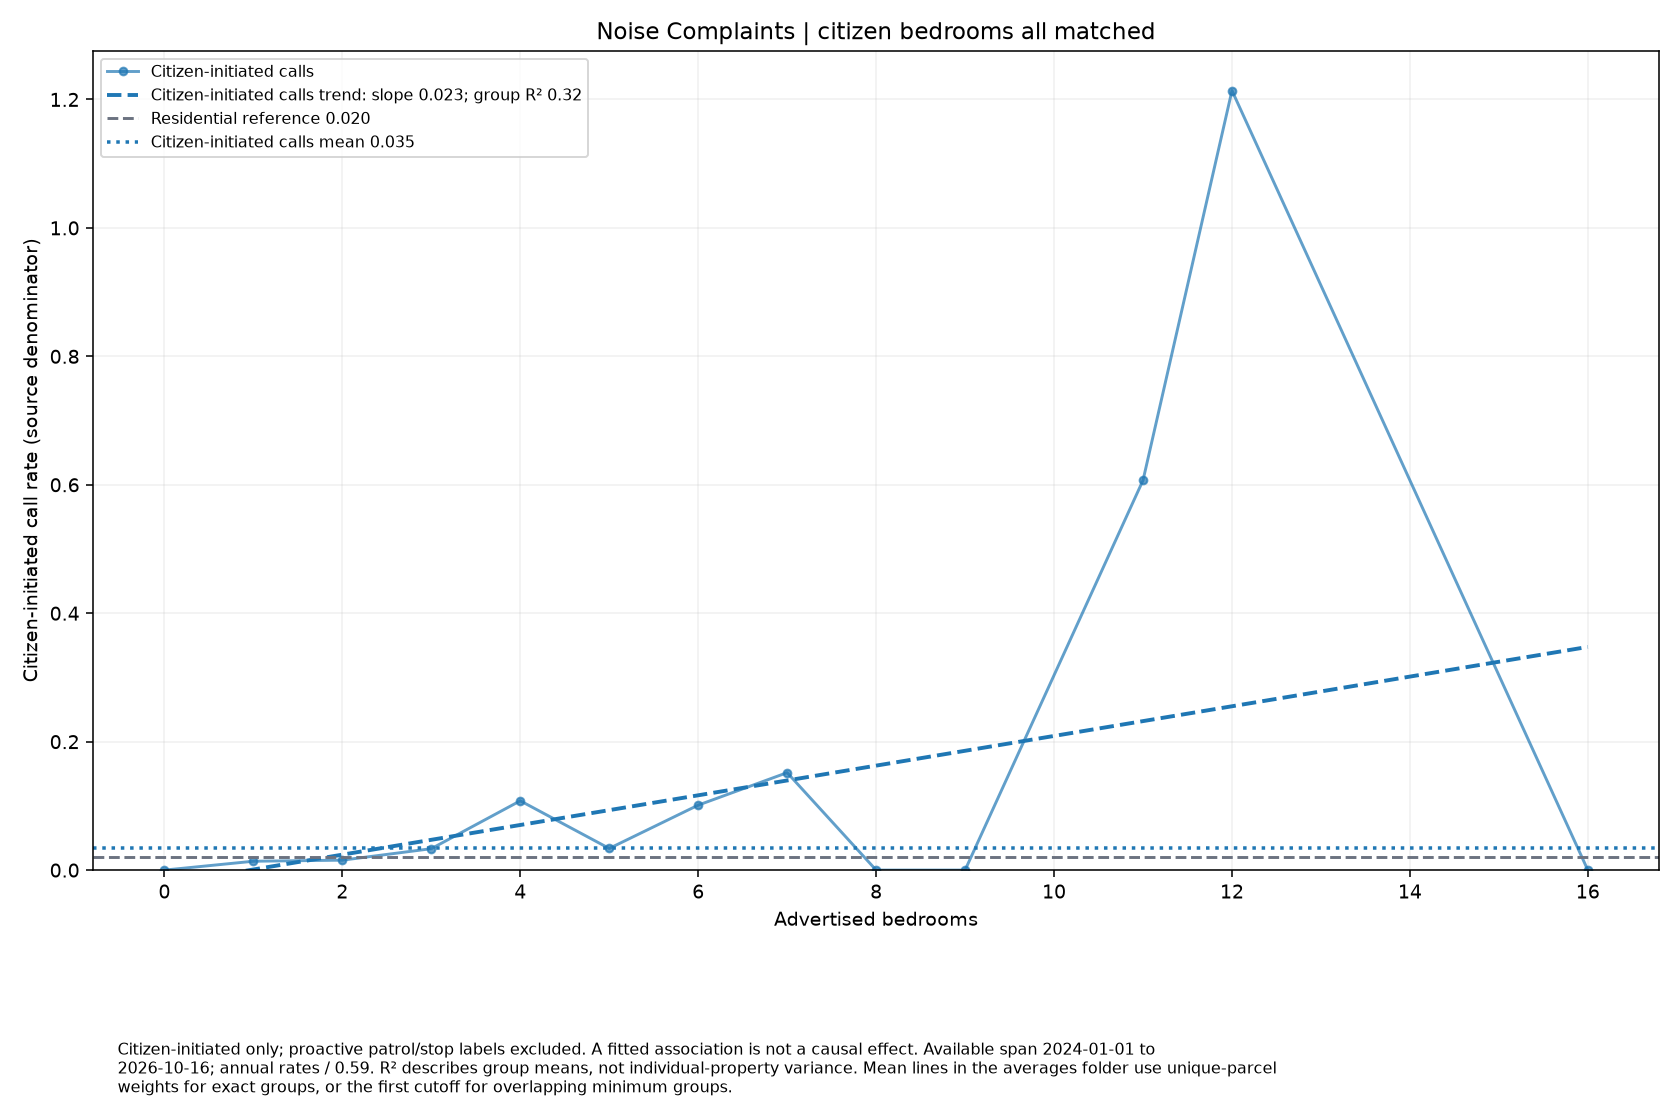 Noise Complaints | citizen bedrooms all matched
Citizen-initiated calls
Citizen-initiated calls trend: slope 0.023; group R² 0.32
Residential reference 0.020
Citizen-initiated calls mean 0.035
Citizen-initiated call rate (source denominator)
1.2
1.0
0.8
0.6
0.4
0.2
0.0
0 2 4 6 8 10 12 14 16
Advertised bedrooms
Citizen-initiated only; proactive patrol/stop labels excluded. A fitted association is not a causal effect. Available span 2024-01-01 to
2026-10-16; annual rates / 0.59. R² describes group means, not individual-property variance. Mean lines in the averages folder use unique-parcel
weights for exact groups, or the first cutoff for overlapping minimum groups.